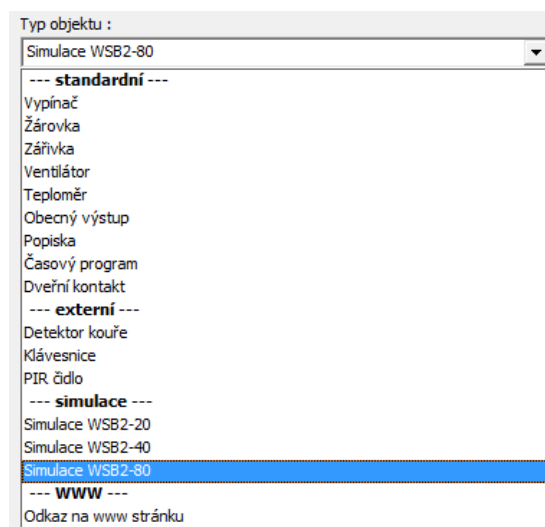 Typ objektu :
Simulace WSB2-80
--- standardní ---
Vypínač
Žárovka
Zářivka
Ventilátor
Teploměr
Obecný výstup
Popiska
Časový program
Dveřní kontakt
--- externí ---
Detektor kouře
Klávesnice
PIR čidlo
--- simulace ---
Simulace WSB2-20
Simulace WSB2-40
Simulace WSB2-80
--- WWW ---
Odkaz na www stránku